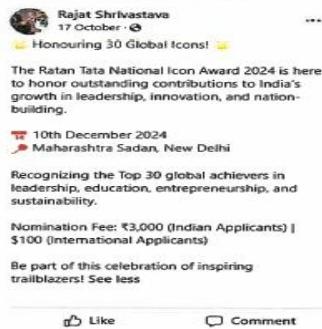 Rajat Shrivastava
17 October ·
Honouring 30 Global Icons!
The Ratan Tata National Icon Award 2024 is here
to honor outstanding contributions to India's
growth in leadership, innovation, and nation-
building.
10th December 2024
Maharashtra Sadan, New Delhi
Recognizing the Top 30 global achievers in
leadership, education, entrepreneurship, and
sustainability.
Nomination Fee: ₹3,000 (Indian Applicants) |
$100 (International Applicants)
Be part of this celebration of inspiring
trailblazers! See less
Like Comment